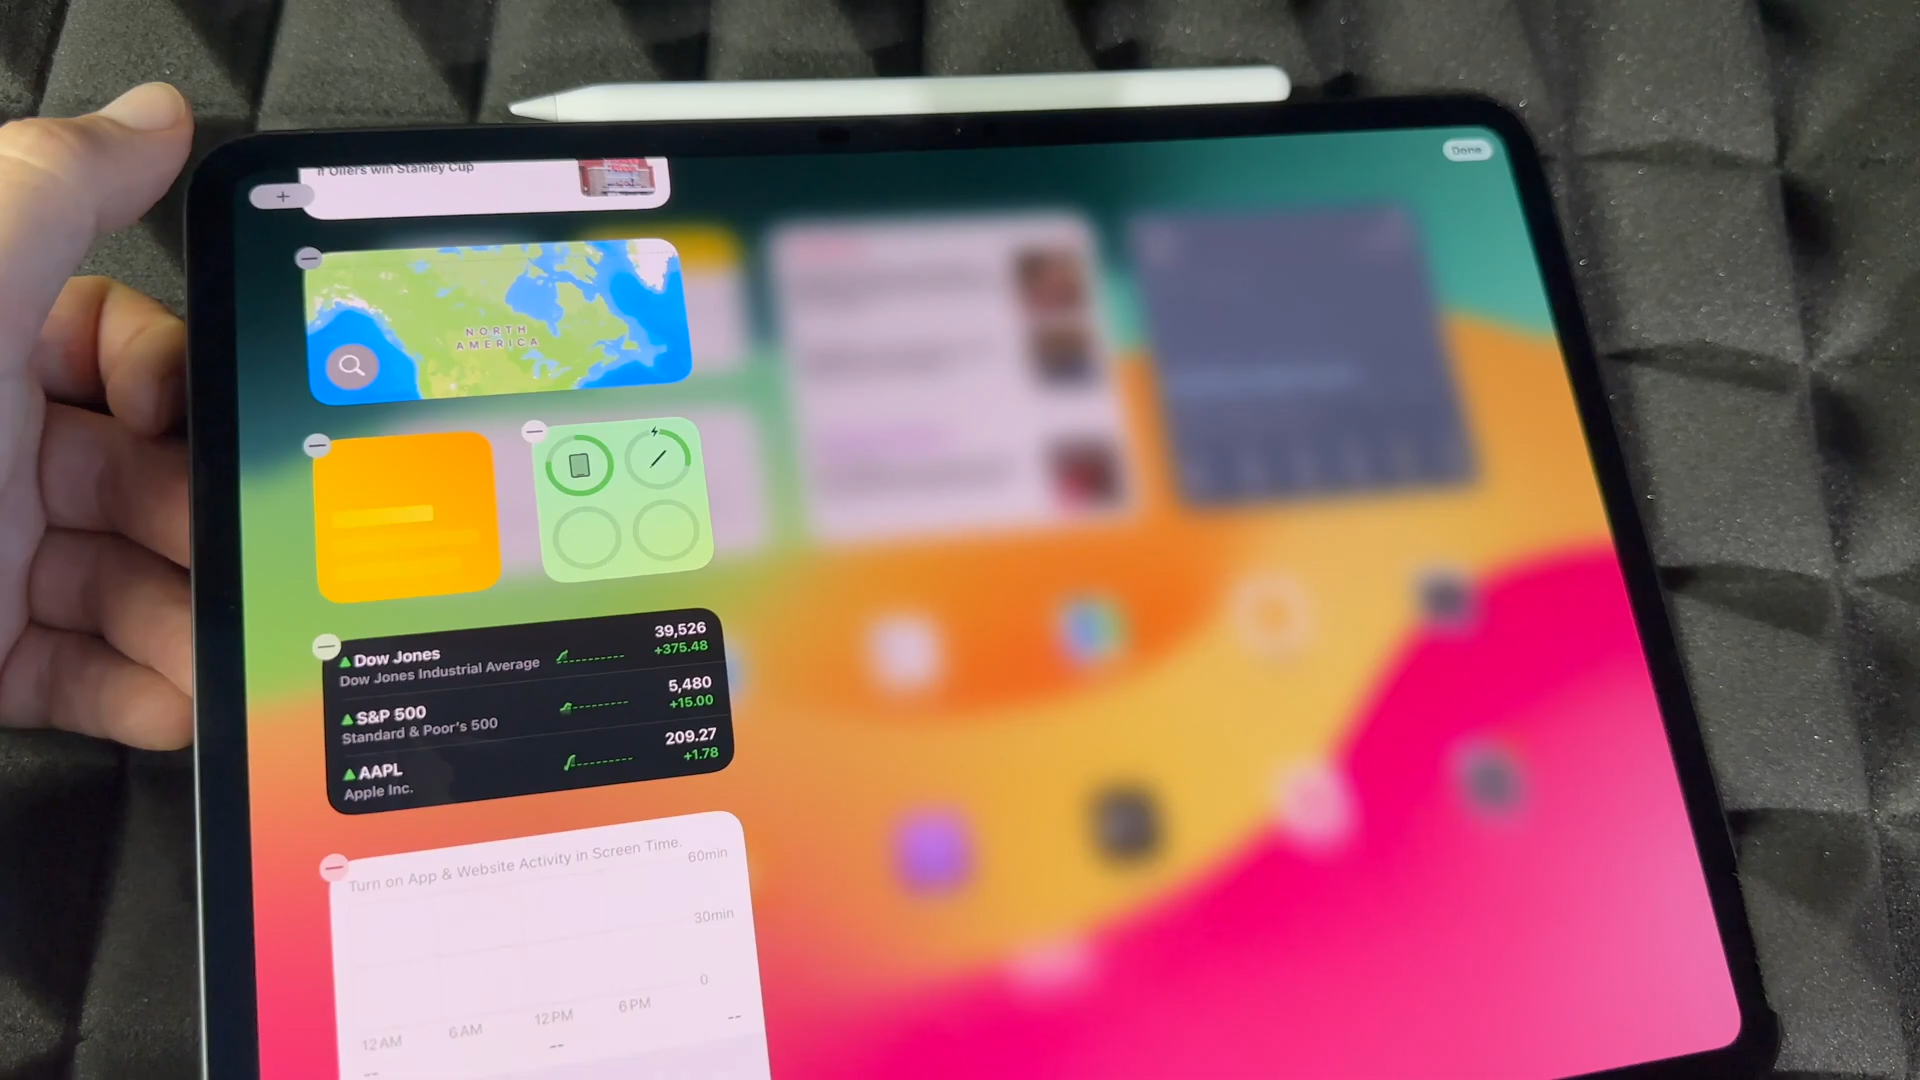 if Oilers win Stanley Cup
+
Done
NORTH
AMERICA
Dow Jones
39,526
Dow Jones Industrial Average
+375.48
S&P 500
5,480
Standard & Poor's 500
+15.00
AAPL
209.27
Apple Inc.
+1.78
Turn on App & Website Activity in Screen Time.
60min
30min
0
12 AM
6 AM
12 PM
6 PM
--
--
--